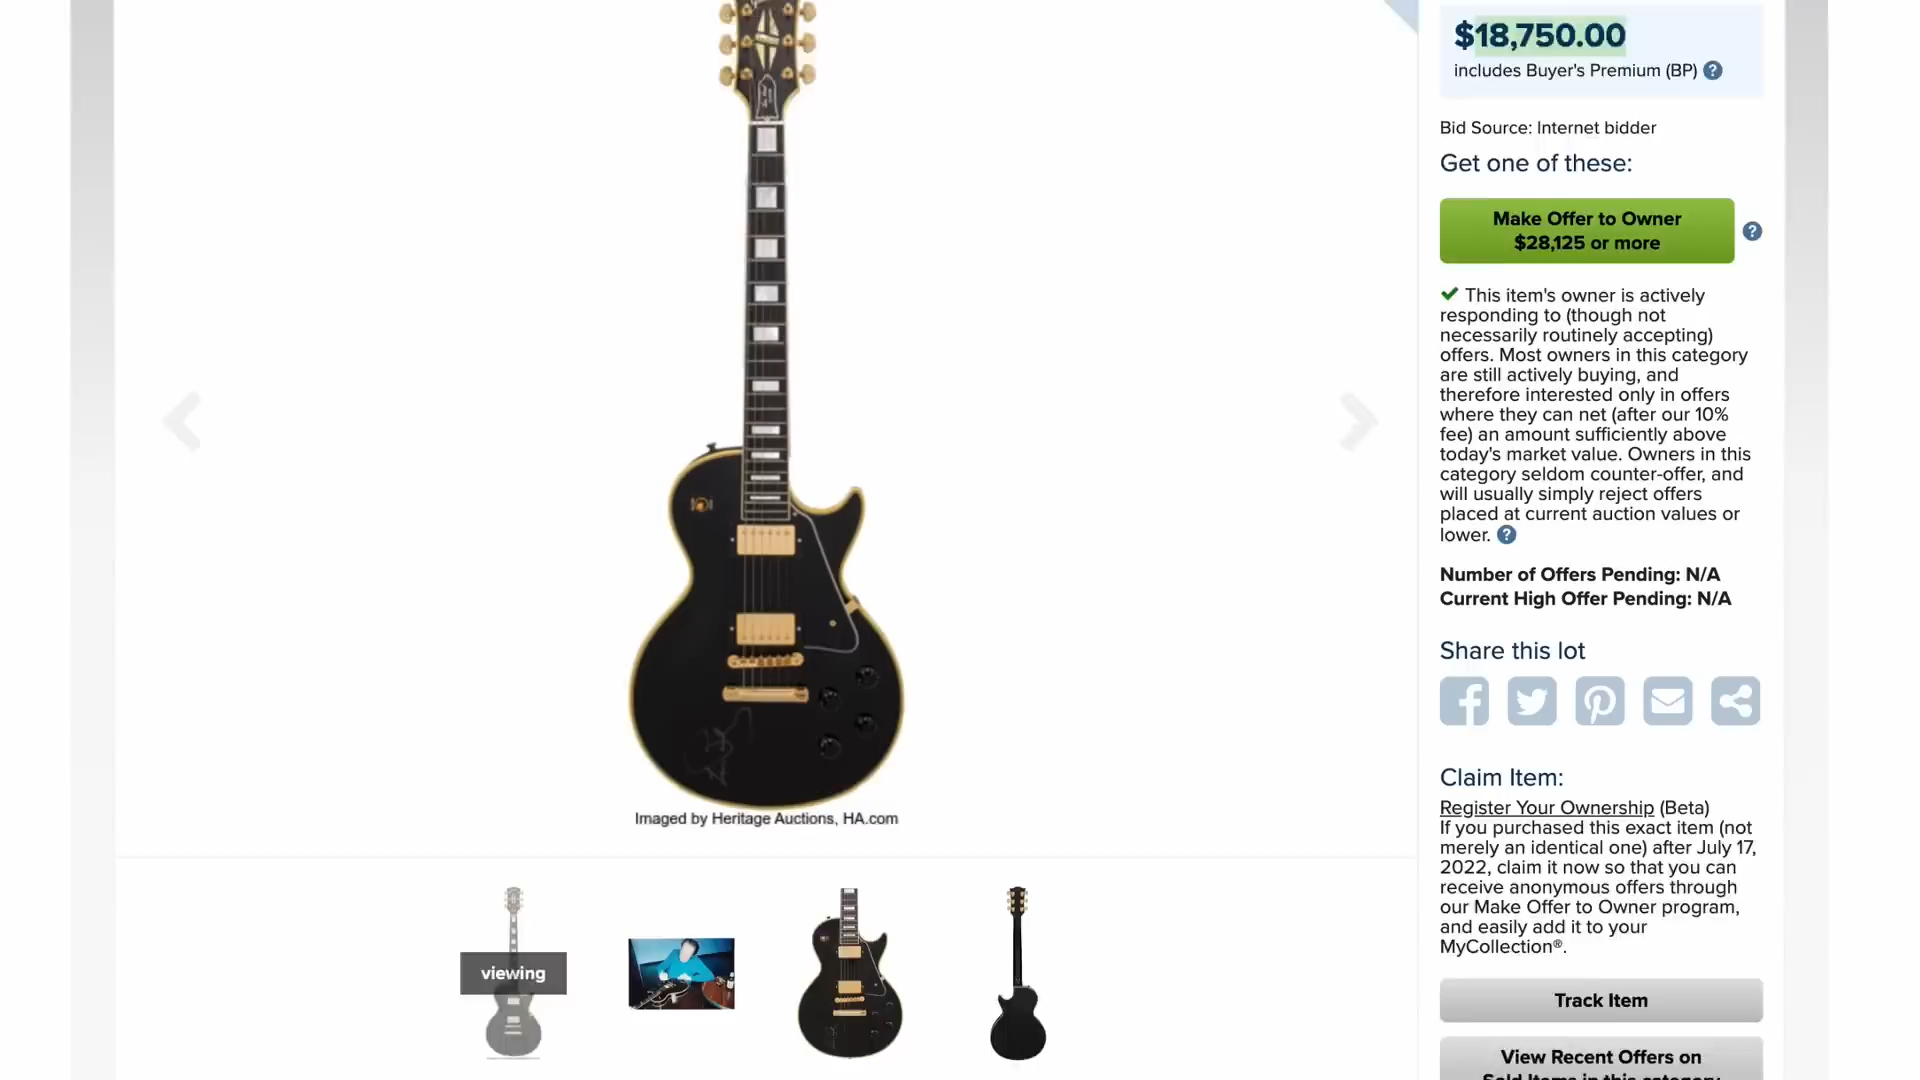 $18,750.00
includes Buyer's Premium (BP) ?
Bid Source: Internet bidder
Get one of these:
Make Offer to Owner
$28,125 or more
?
This item's owner is actively
responding to (though not
necessarily routinely accepting)
offers. Most owners in this category
are still actively buying, and
therefore interested only in offers
where they can net (after our 10%
fee) an amount sufficiently above
today's market value. Owners in this
category seldom counter-offer, and
will usually simply reject offers
placed at current auction values or
lower. ?
Number of Offers Pending: N/A
Current High Offer Pending: N/A
Share this lot
Claim Item:
Register Your Ownership (Beta)
If you purchased this exact item (not
merely an identical one) after July 17,
2022, claim it now so that you can
receive anonymous offers through
our Make Offer to Owner program,
and easily add it to your
MyCollection®.
Track Item
View Recent Offers on
Sold Items in this category
Imaged by Heritage Auctions, HA.com
viewing